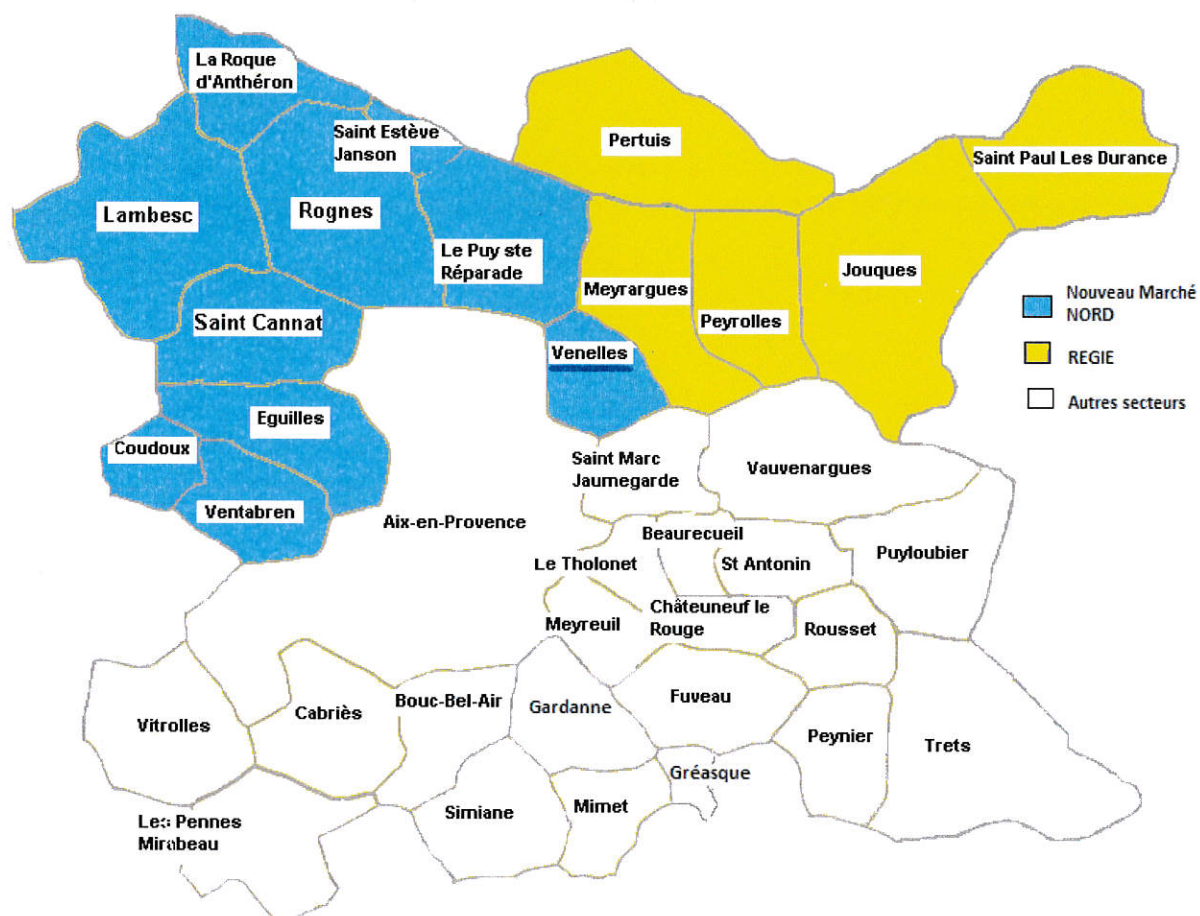 La Roque
d'Anthéron
Saint Estève
Janson
Pertuis
Saint Paul Les Durance
Lambesc
Rognes
Le Puy ste
Réparade
Jouques
Meyrargues
Peyrolles
Saint Cannat
Venelles
Nouveau Marché
NORD
REGIE
Autres secteurs
Eguilles
Coudoux
Ventabren
Saint Marc
Jaumegarde
Vauvenargues
Aix-en-Provence
Beaurecueil
Le Tholonet
St Antonin
Puyloubier
Châteuneuf le
Rouge
Meyreuil
Rousset
Vitrolles
Cabriès
Bouc-Bel-Air
Gardanne
Fuveau
Peynier
Trets
Gréasque
Simiane
Mimet
Les Pennes
Mirabeau